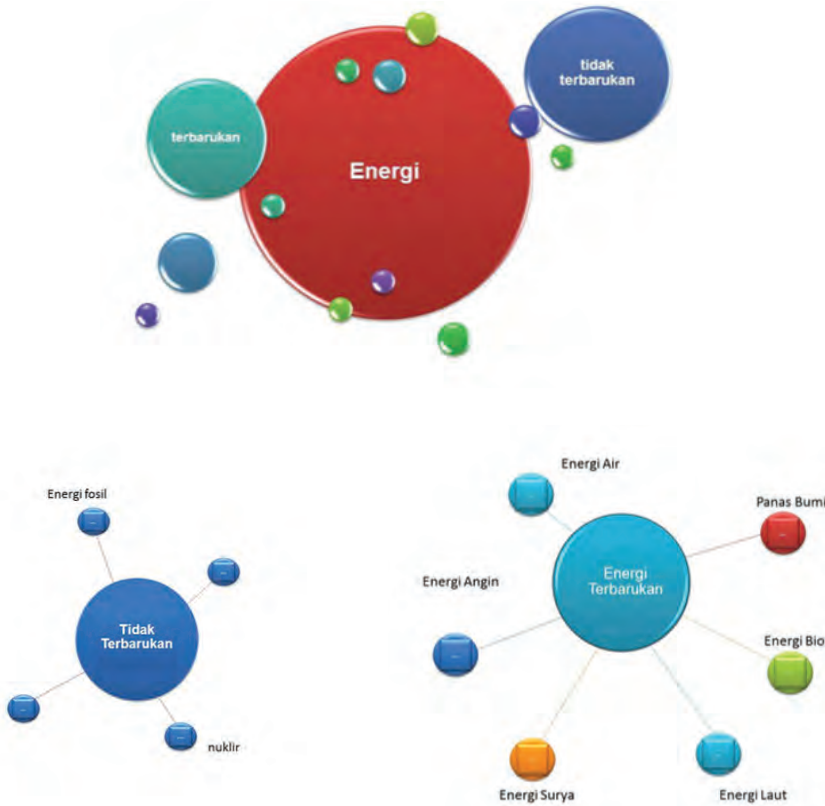 tidak
terbarukan
terbarukan
Energi
Energi fosil
Tidak
Terbarukan
nuklir
Energi Air
Panas Bumi
Energi
Terbarukan
Energi Angin
Energi Bio
Energi Surya
Energi Laut